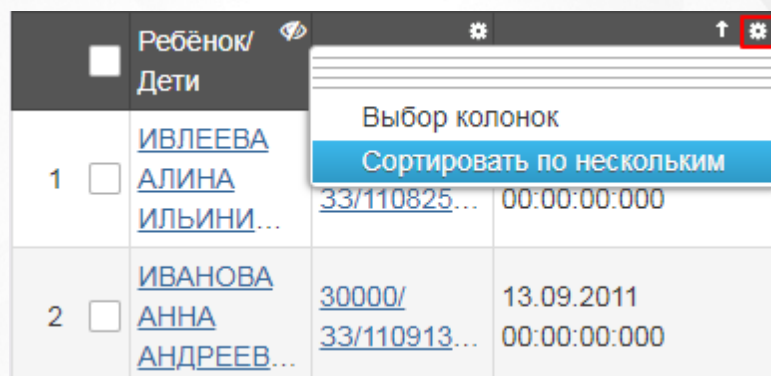 Ребёнок/
Дети
Выбор колонок
Сортировать по нескольким
1
ИВЛЕЕВА
АЛИНА
ИЛЬИНИ...
33/110825...
00:00:00:000
2
ИВАНОВА
АННА
АНДРЕЕВ...
30000/
33/110913...
13.09.2011
00:00:00:000